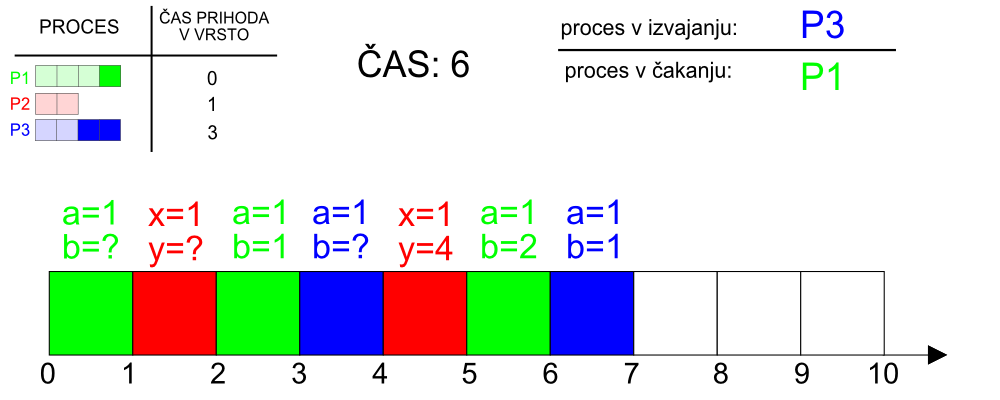 PROCES
ČAS PRIHODA
V VRSTO
P1 0
P2 1
P3 3
ČAS: 6
proces v izvajanju: P3
proces v čakanju: P1
a=1 x=1 a=1 a=1 x=1 a=1 a=1
b=? y=? b=1 b=? y=4 b=2 b=1
0 1 2 3 4 5 6 7 8 9 10